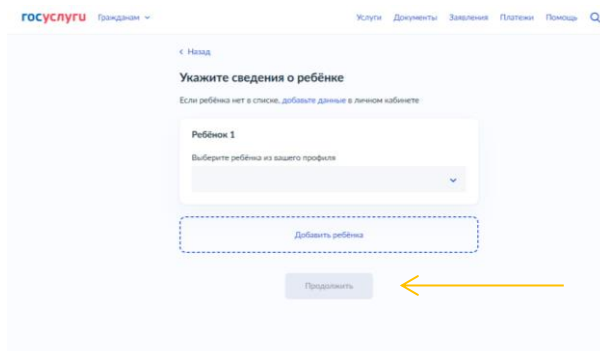 госуслуги Гражданам Услуги Документы Заявления Платежи Помощь
Назад
Укажите сведения о ребёнке
Если ребёнка нет в списке, добавьте данные в личном кабинете
Ребёнок 1
Выберите ребёнка из вашего профиля
Добавить ребёнка
Продолжить